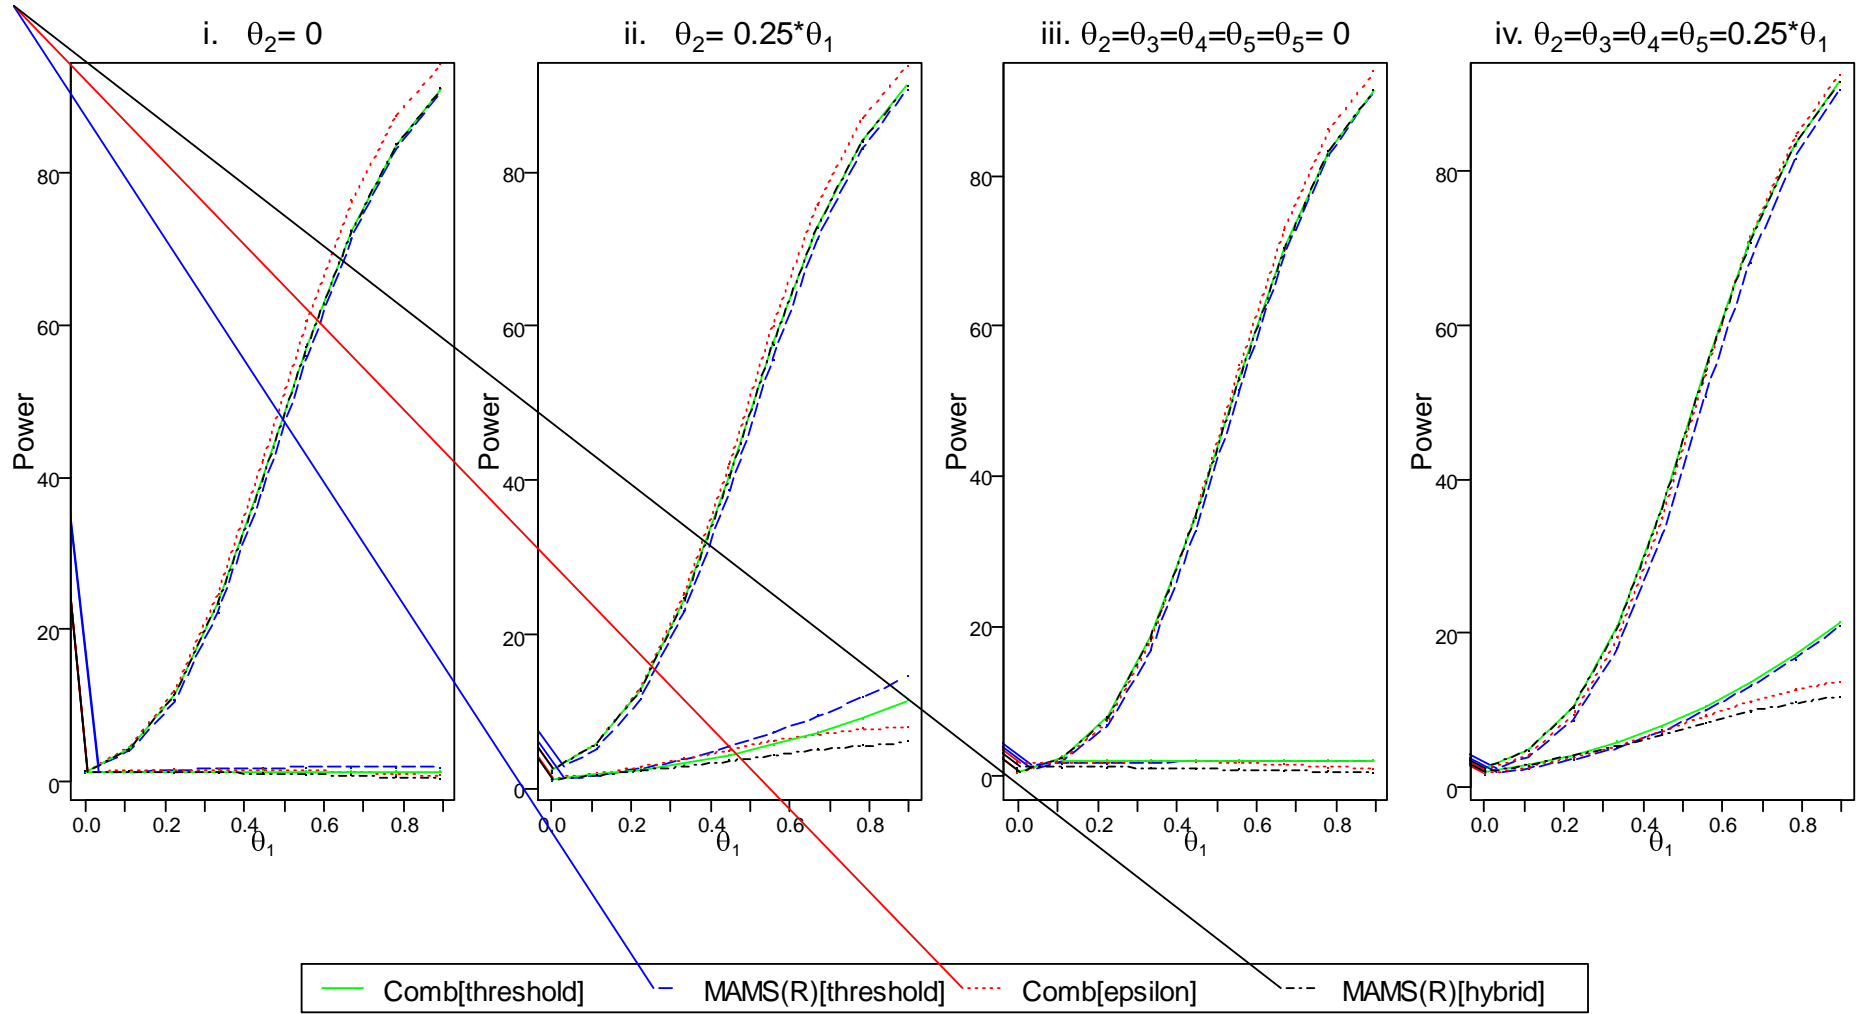 i. θ2= 0
ii. θ2= 0.25*θ1
iii. θ2=θ3=θ4=θ5=θ5= 0
iv. θ2=θ3=θ4=θ5=0.25*θ1
Power
80
60
40
20
0
0.0 0.2 0.4 0.6 0.8
θ1
Power
80
60
40
20
0
0.0 0.2 0.4 0.6 0.8
θ1
Power
80
60
40
20
0
0.0 0.2 0.4 0.6 0.8
θ1
Power
80
60
40
20
0
0.0 0.2 0.4 0.6 0.8
θ1
Comb[threshold] MAMS(R)[threshold] Comb[epsilon] MAMS(R)[hybrid]